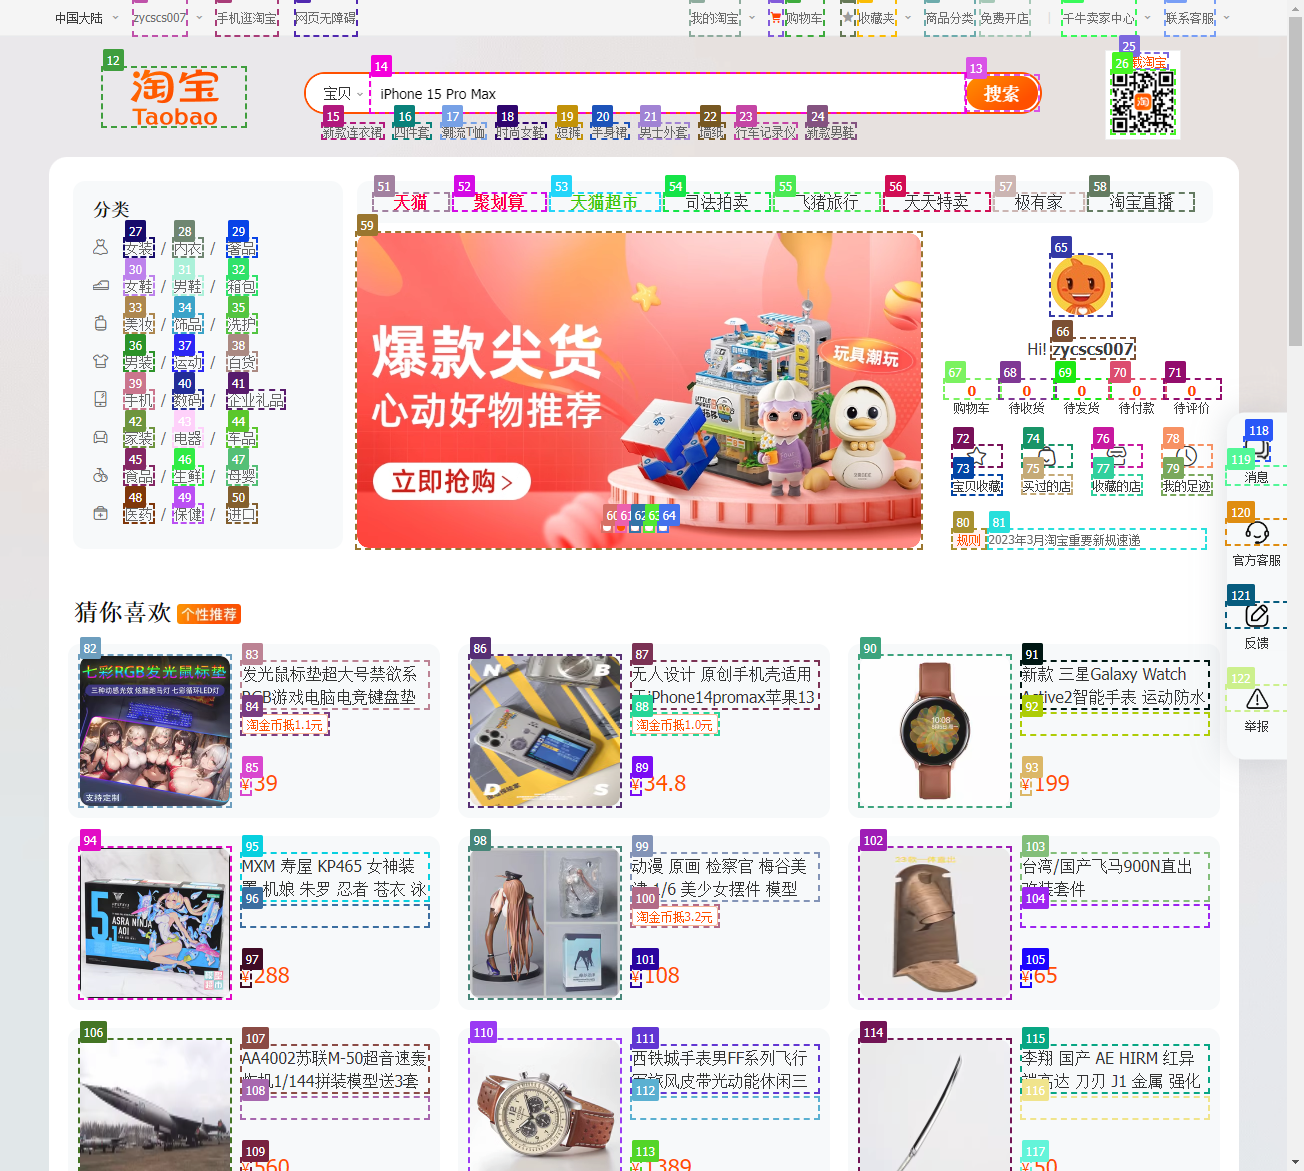 中国大陆 zycscs007 手机逛淘宝 网页无障碍 我的淘宝 购物车 收藏夹 商品分类 免费开店 千牛卖家中心 联系客服
12 淘宝 Taobao
宝贝 14 iPhone 15 Pro Max 13 搜索
25 淘宝
26
15 16 17 18 19 20 21 22 23 24
新款连衣裙 四件套 潮流T恤 时尚女鞋 短裤 半身裙 男士外套 墙纸 行车记录仪 新款男鞋
分类
27 28 29
女装 / 内衣 / 奢品
30 31 32
女鞋 / 男鞋 / 箱包
33 34 35
美妆 / 饰品 / 洗护
36 37 38
男装 / 运动 / 百货
39 40 41
手机 / 数码 / 企业礼品
42 43 44
家装 / 电器 / 车品
45 46 47
食品 / 生鲜 / 母婴
48 49 50
医药 / 保健 / 进口
51 52 53 54 55 56 57 58
天猫 聚划算 天猫超市 司法拍卖 飞猪旅行 天天特卖 极有家 淘宝直播
59
爆款尖货
心动好物推荐
立即抢购 >
玩具潮玩
60 61 62 63 64
65
66
Hi! zycscs007
67 68 69 70 71
0 0 0 0 0
购物车 待收货 待发货 待付款 待评价
72 74 76 78
73 75 77 79
宝贝收藏 买过的店 收藏的店 我的足迹
80 81
规则 2023年3月淘宝重要新规速递
118
119
消息
120
官方客服
121
反馈
122
举报
猜你喜欢 个性推荐
82
七彩RGB发光鼠标垫
三种动感光效 炫酷跑马灯 七彩循环LED灯
支持定制
83
发光鼠标垫超大号禁欲系
RGB游戏电脑电竞键盘垫
84
淘金币抵1.1元
85
¥39
86
N B
D S
87
无人设计 原创手机壳适用
于iPhone14promax苹果13
88
淘金币抵1.0元
89
¥34.8
90
10:08
91
新款 三星Galaxy Watch
Active2智能手表 运动防水
92
93
¥199
94
5.1 ASRA NINJA
AOI
95
MXM 寿屋 KP465 女神装
置 机娘 朱罗 忍者 苍衣 泳
96
97
¥288
98
99
动漫 原画 检察官 梅谷美
津 1/6 美少女摆件 模型
100
淘金币抵3.2元
101
¥108
102
103
台湾/国产飞马900N直出
改装套件
104
105
¥65
106
107
AA4002苏联M-50超音速轰
炸机1/144拼装模型送3套
108
109
¥560
110
111
西铁城手表男FF系列飞行
军旅风皮带光动能休闲三
112
113
¥1389
114
115
李翔 国产 AE HIRM 红异
端高达 刀刃 J1 金属 强化
116
117
¥50